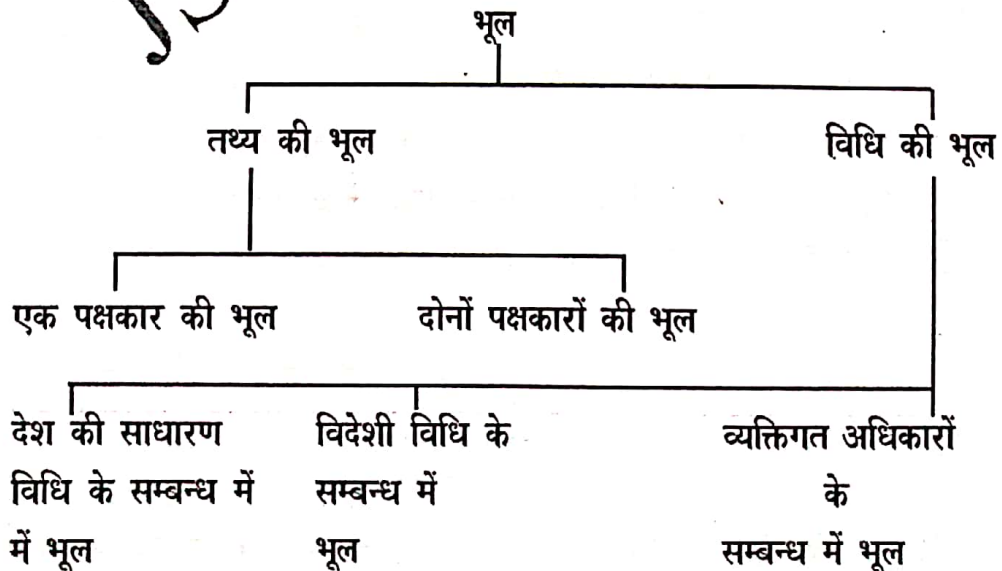 भूल
तथ्य की भूल
विधि की भूल
एक पक्षकार की भूल
दोनों पक्षकारों की भूल
देश की साधारण
विधि के सम्बन्ध में
में भूल
विदेशी विधि के
सम्बन्ध में
भूल
व्यक्तिगत अधिकारों
के
सम्बन्ध में भूल